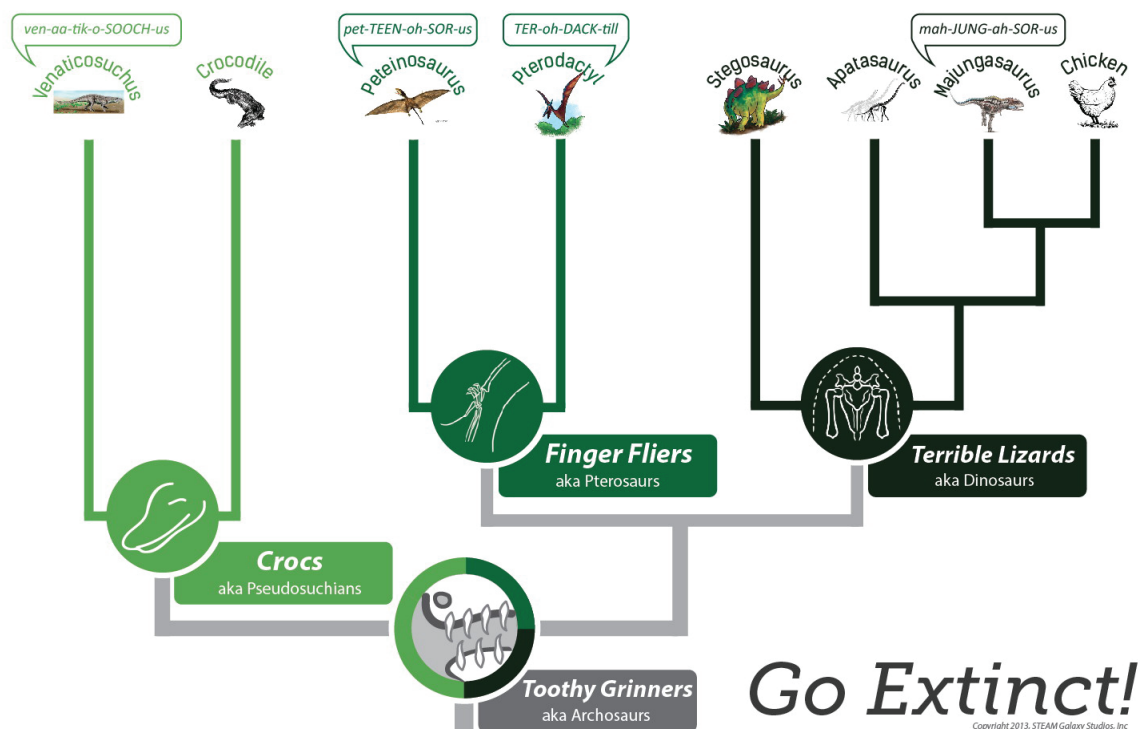 ven-aa-tik-o-SOOCH-us
pet-TEEN-oh-SOR-us
TER-oh-DACK-till
mah-JUNG-ah-SOR-us
Venaticosuchus
Crocodile
Peteinosaurus
Pterodactyl
Stegosaurus
Apatasaurus
Majungasaurus
Chicken
Finger Fliers
aka Pterosaurs
Terrible Lizards
aka Dinosaurs
Crocs
aka Pseudosuchians
Toothy Grinners
aka Archosaurs
Go Extinct!
Copyright 2013, STEAM Galaxy Studios, Inc